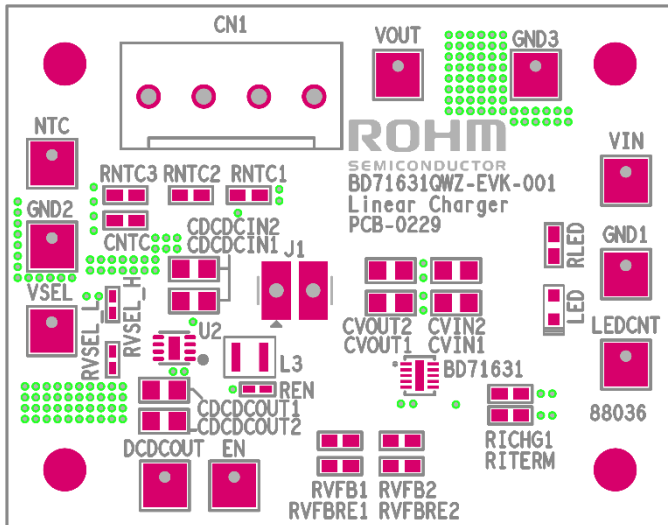 CN1
VOUT
GND3
NTC
ROHM
SEMICONDUCTOR
VIN
RNTC3 RNTC2 RNTC1
BD71631QWZ-EVK-001
Linear Charger
PCB-0229
GND2
CNTC
CDCDCIN2
CDCDCIN1
J1
GND1
RLED
VSEL
RVSEL_L
RVSEL_H
U2
L3
CVOUT2 CVIN2
CVOUT1 CVIN1
LED
LEDCNT
BD71631
REN
CDCDCOUT1
CDCDCOUT2
88036
DCDCOUT EN
RICHG1
RITERM
RVFB1 RVFB2
RVFBRE1 RVFBRE2